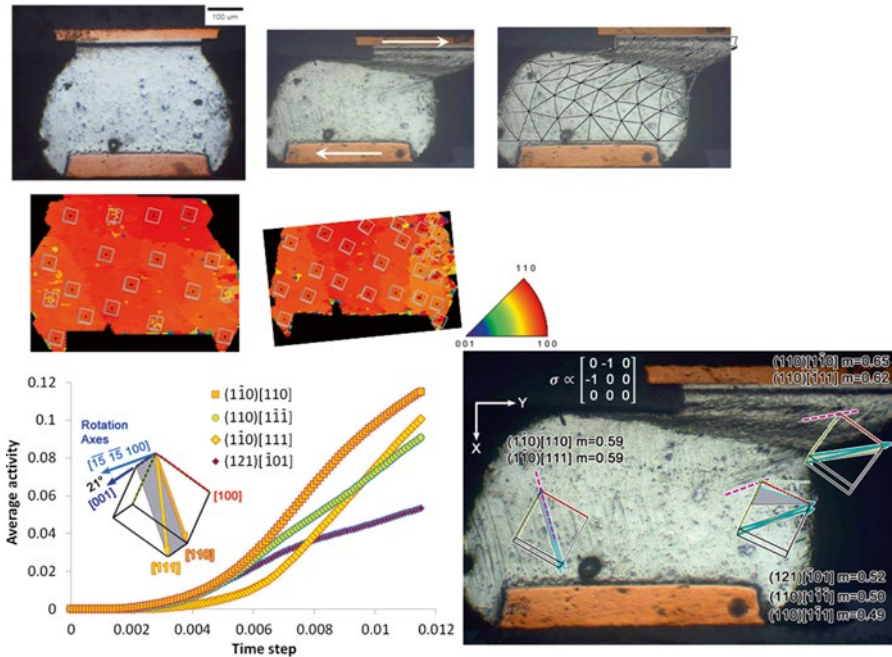 100 um
110
001
100
0.12
0.1
0.08
0.06
0.04
0.02
0
Average activity
0
0.002
0.004
0.006
0.008
0.01
0.012
Time step
(11̅0)[110]
(110)[11̅1̅]
(11̅0)[111]
(121)[1̅01]
Rotation
Axes
[1̅5̅ 1̅5̅ 100]
21°
[001]
[100]
[110]
[111]
σ ∝
0 -1 0
-1 0 0
0 0 0
Y
X
(110)[11̅0] m=0.65
(110)[1̅11] m=0.62
(11̅0)[110] m=0.59
(11̅0)[111] m=0.59
(121)[1̅01] m=0.52
(110)[11̅1̅] m=0.50
(1̅10)[11̅1] m=0.49